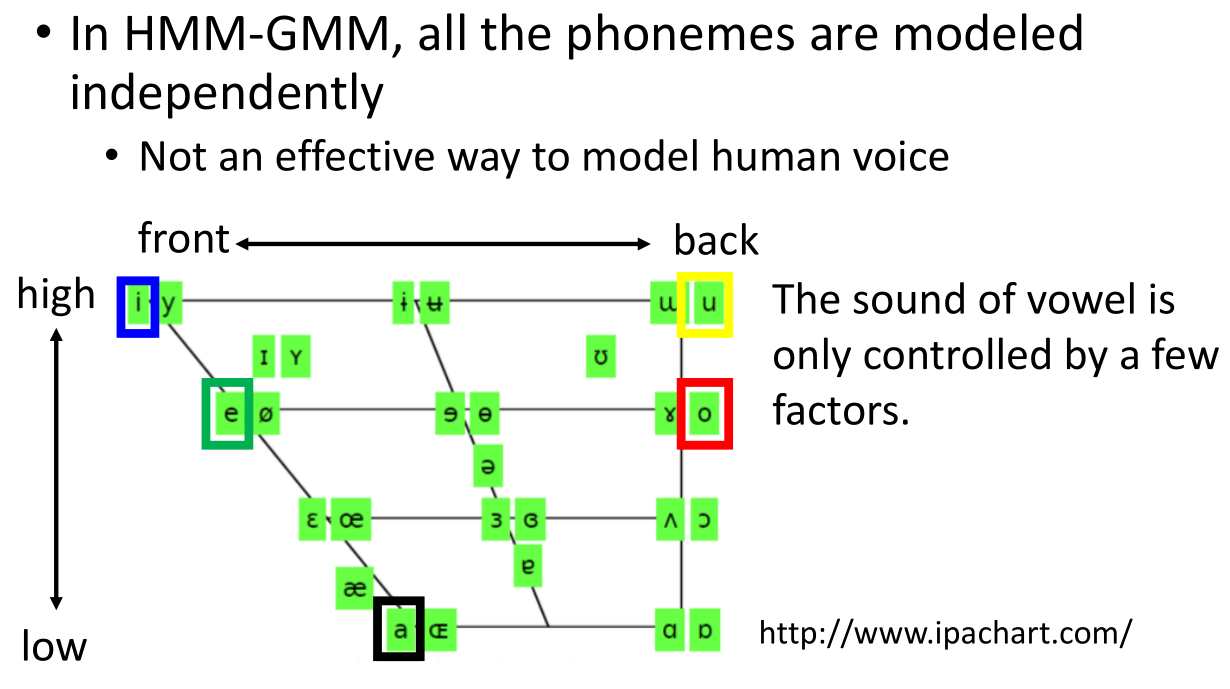 • In HMM-GMM, all the phonemes are modeled
independently
• Not an effective way to model human voice
front back
high i y ɨ ʉ ɯ u
ɪ ʏ ʊ
e ø ɘ ɵ ɤ o
ə
ɛ œ ɜ ɞ ʌ ɔ
ɐ
æ
a ɶ ɑ ɒ
low
The sound of vowel is
only controlled by a few
factors.
http://www.ipachart.com/